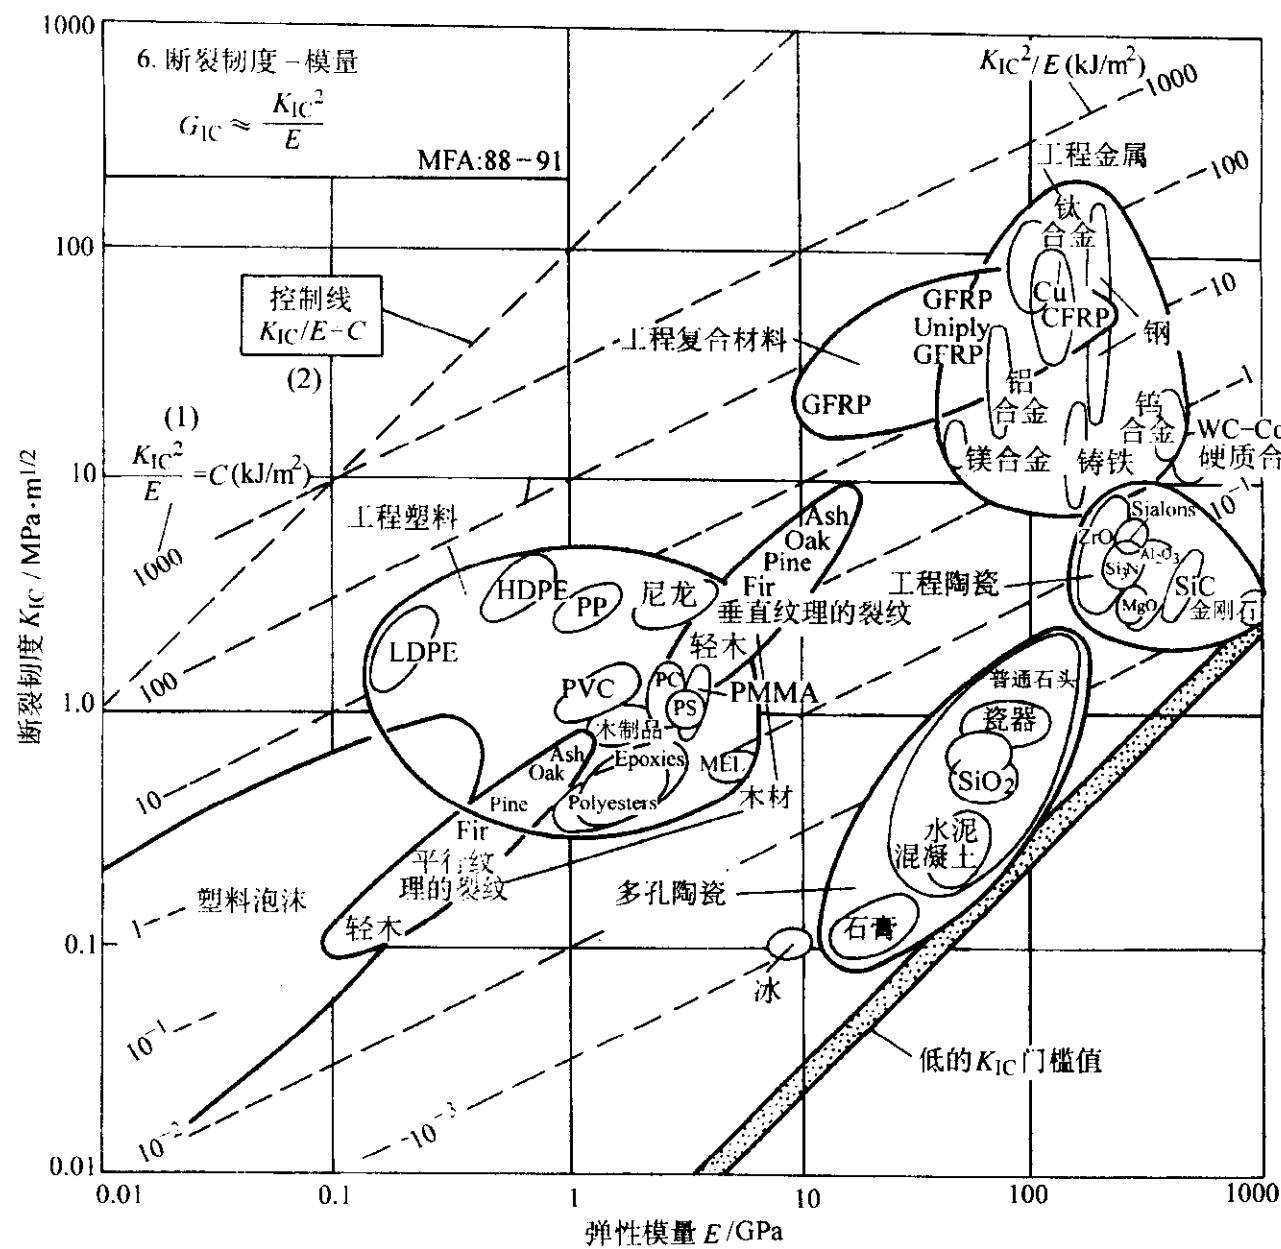 6. 断裂韧度－模量
G_IC ≈ K_IC²/E
MFA:88－91
K_IC²/E (kJ/m²)
1000
100
10
1
10⁻¹
工程金属
钛
合金
Cu
CFRP
钢
GFRP
Uniply
GFRP
GFRP
铝
合金
钨
合金
镁合金
铸铁
WC－Co
硬质合
工程复合材料
控制线
K_IC/E=C
(2)
(1)
K_IC²/E = C (kJ/m²)
1000
100
10
1
10⁻¹
10⁻²
10⁻³
工程塑料
HDPE
PP
尼龙
LDPE
PVC
PC
PS
PMMA
木制品
Epoxies
MEL
Polyesters
Ash
Oak
Pine
Fir
垂直纹理的裂纹
轻木
Ash
Oak
Pine
Fir
平行纹
理的裂纹
轻木
木材
塑料泡沫
工程陶瓷
Sialons
ZrO
Al₂O₃
Si₃N
SiC
MgO
金刚石
普通石头
瓷器
SiO₂
水泥
混凝土
多孔陶瓷
石膏
冰
低的K_IC门槛值
断裂韧度 K_IC / MPa·m^1/2
1000
100
10
1.0
0.1
0.01
0.01
0.1
1
10
100
1000
弹性模量 E /GPa